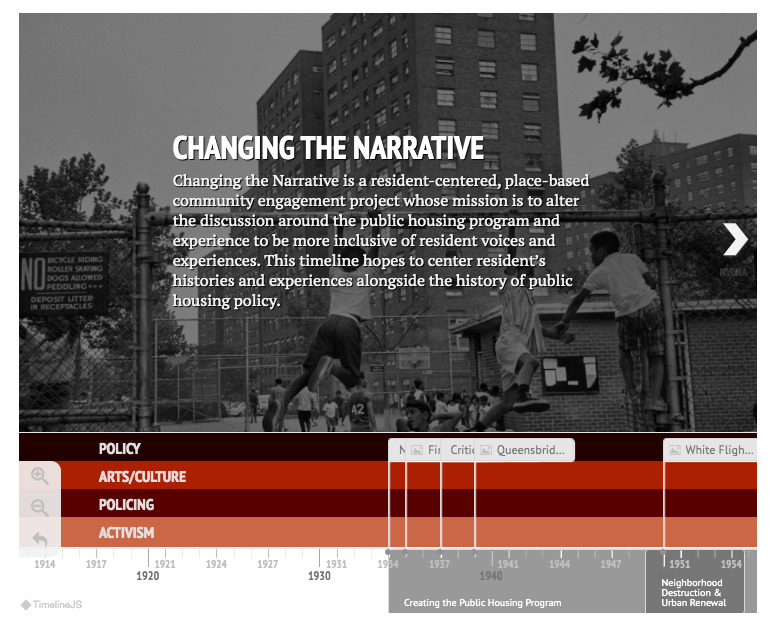 CHANGING THE NARRATIVE
Changing the Narrative is a resident-centered, place-based
community engagement project whose mission is to alter
the discussion around the public housing program and
experience to be more inclusive of resident voices and
experiences. This timeline hopes to center resident's
histories and experiences alongside the history of public
housing policy.
NO
BICYCLE RIDING
ROLLER SKATING
DOGS ALLOWED
PEDDLING
DEPOSIT LITTER
IN RECEPTACLES
NYCHA
42
POLICY
N
Fir
Critic
Queensbrid...
White Fligh...
ARTS/CULTURE
POLICING
ACTIVISM
1914 1917 1921 1924 1927 1931 1934 1937 1941 1944 1947 1951 1954
1920 1930 1940
Creating the Public Housing Program
Neighborhood
Destruction &
Urban Renewal
TimelineJS